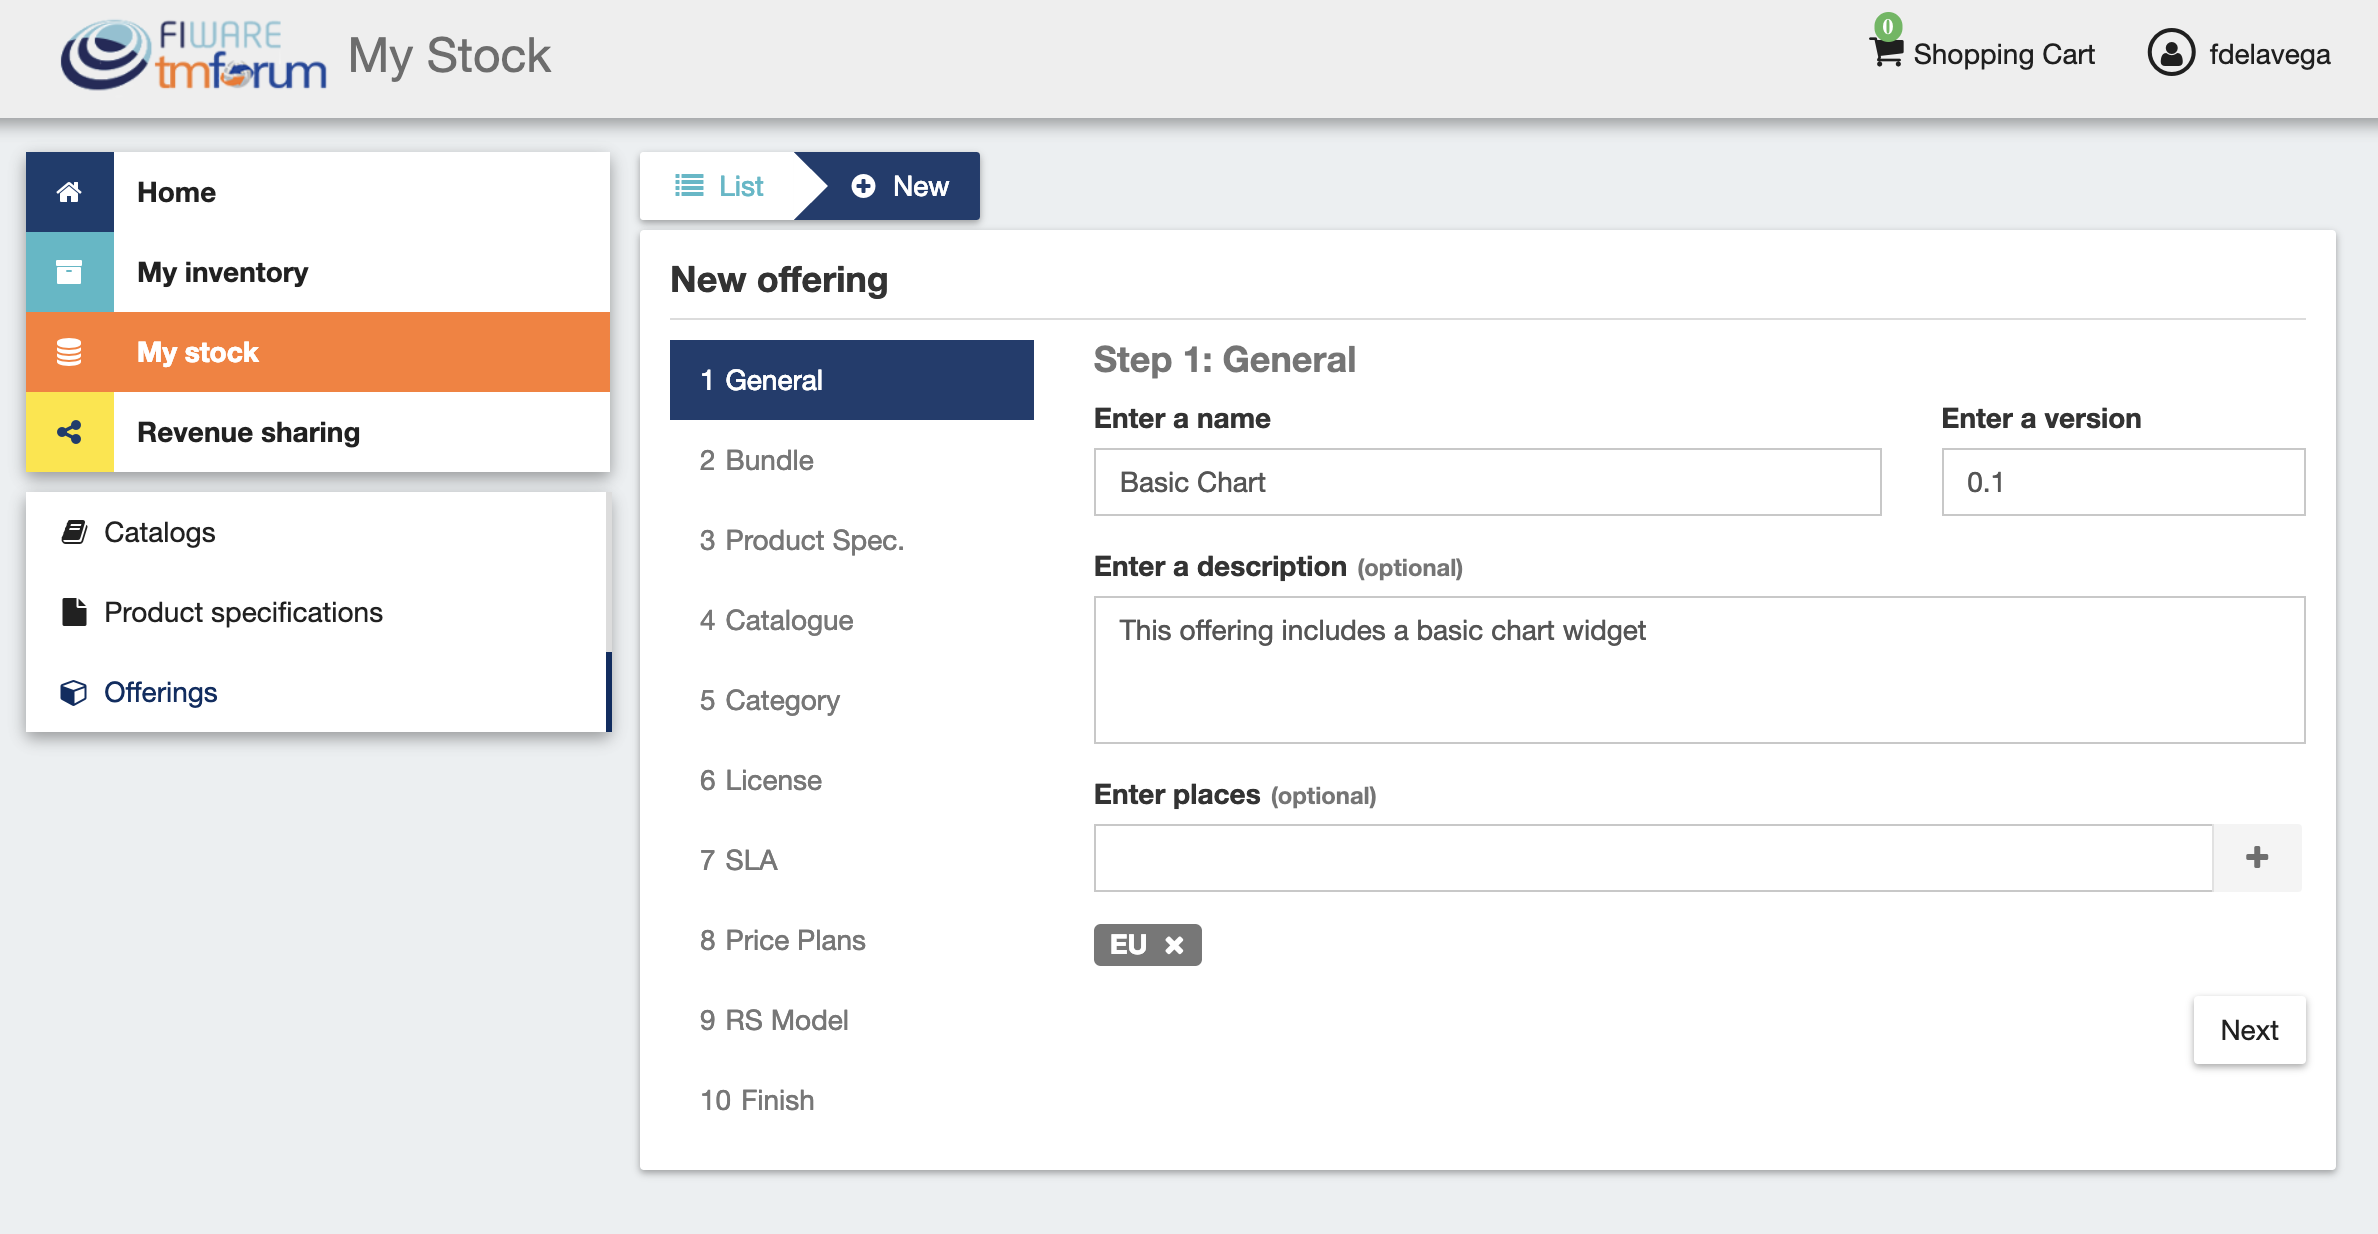 FIWARE
tmforum
My Stock
0
Shopping Cart
fdelavega
Home
My inventory
My stock
Revenue sharing
Catalogs
Product specifications
Offerings
List
New
New offering
1 General
2 Bundle
3 Product Spec.
4 Catalogue
5 Category
6 License
7 SLA
8 Price Plans
9 RS Model
10 Finish
Step 1: General
Enter a name
Basic Chart
Enter a version
0.1
Enter a description (optional)
This offering includes a basic chart widget
Enter places (optional)
EU
Next